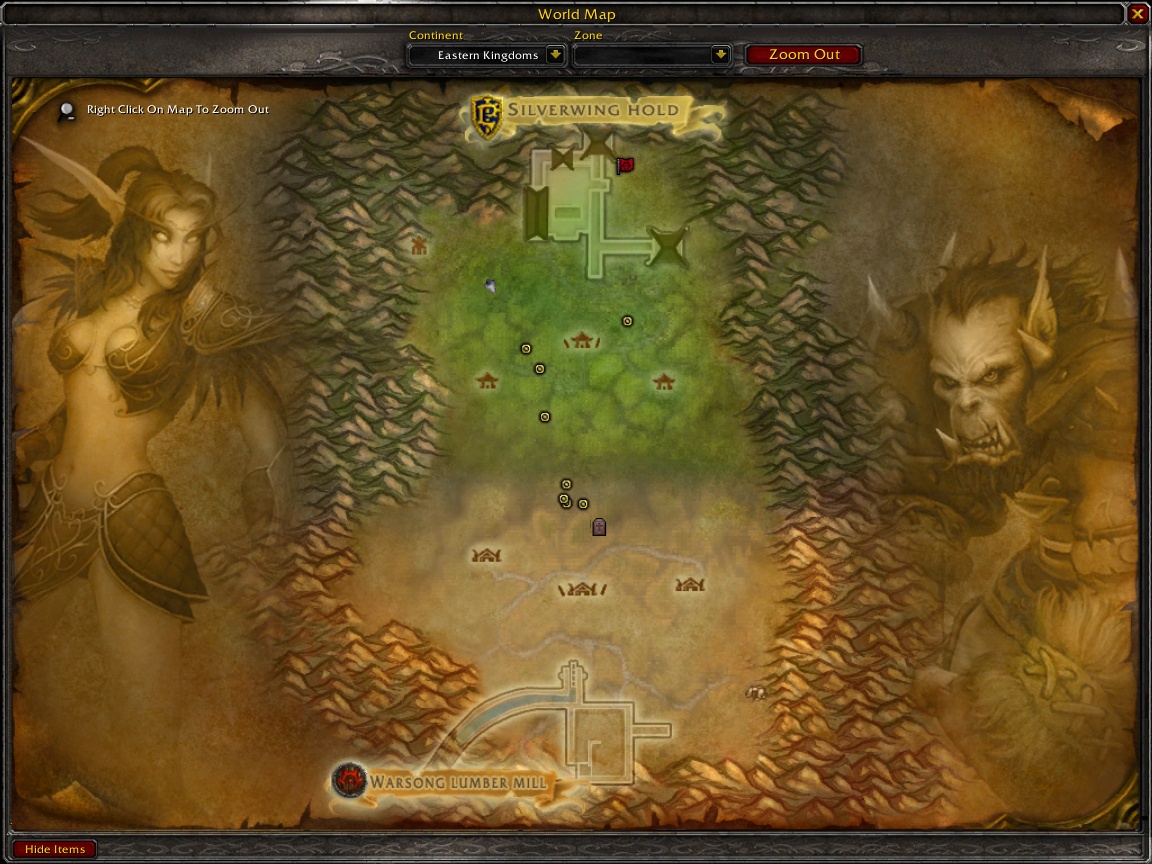 World Map
Continent
Zone
Eastern Kingdoms
Zoom Out
Right Click On Map To Zoom Out
SILVERWING HOLD
WARSONG LUMBER MILL
Hide Items